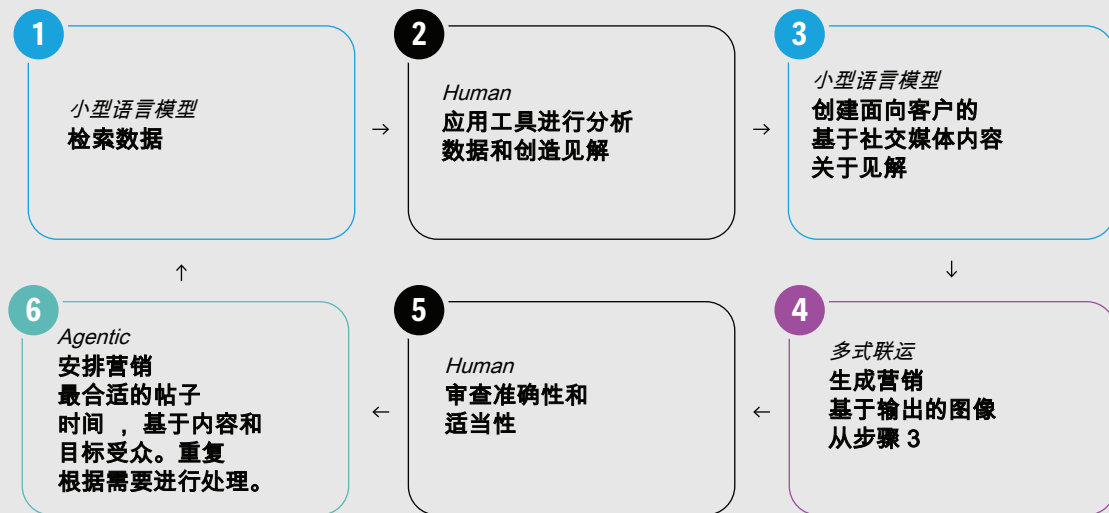 1
小型语言模型
检索数据
→
2
Human
应用工具进行分析
数据和创造见解
→
3
小型语言模型
创建面向客户的
基于社交媒体内容
关于见解
↓
4
多式联运
生成营销
基于输出的图像
从步骤 3
←
5
Human
审查准确性和
适当性
←
6
Agentic
安排营销
最合适的帖子
时间 ，基于内容和
目标受众。重复
根据需要进行处理。
↑